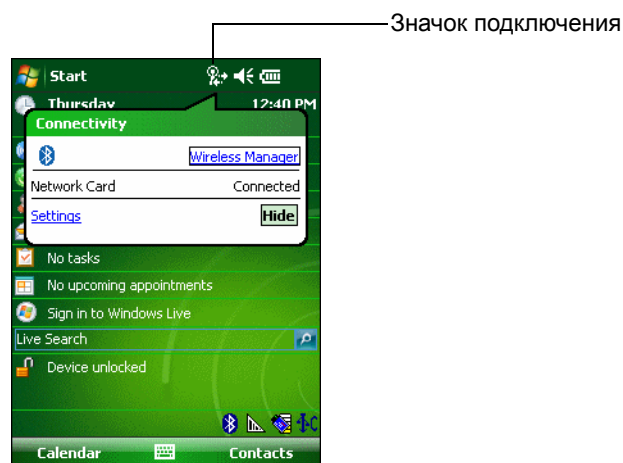 Значок подключения
Start
Thursday 12:40 PM
Connectivity
Wireless Manager
Network Card Connected
Settings Hide
No tasks
No upcoming appointments
Sign in to Windows Live
Live Search
Device unlocked
Calendar Contacts